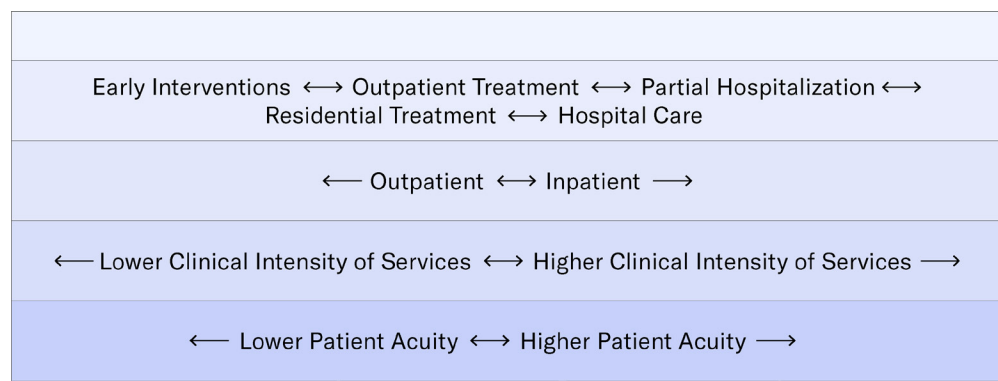 Early Interventions ⟷ Outpatient Treatment ⟷ Partial Hospitalization ⟷
Residential Treatment ⟷ Hospital Care
⟵ Outpatient ⟷ Inpatient ⟶
⟵ Lower Clinical Intensity of Services ⟷ Higher Clinical Intensity of Services ⟶
⟵ Lower Patient Acuity ⟷ Higher Patient Acuity ⟶